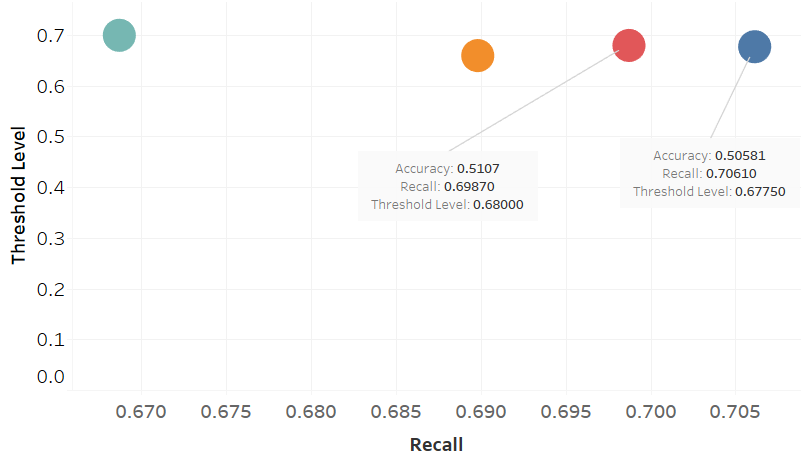 0.7
0.6
0.5
0.4
0.3
0.2
0.1
0.0
Threshold Level
Accuracy: 0.5107
Recall: 0.69870
Threshold Level: 0.68000
Accuracy: 0.50581
Recall: 0.70610
Threshold Level: 0.67750
0.670 0.675 0.680 0.685 0.690 0.695 0.700 0.705
Recall